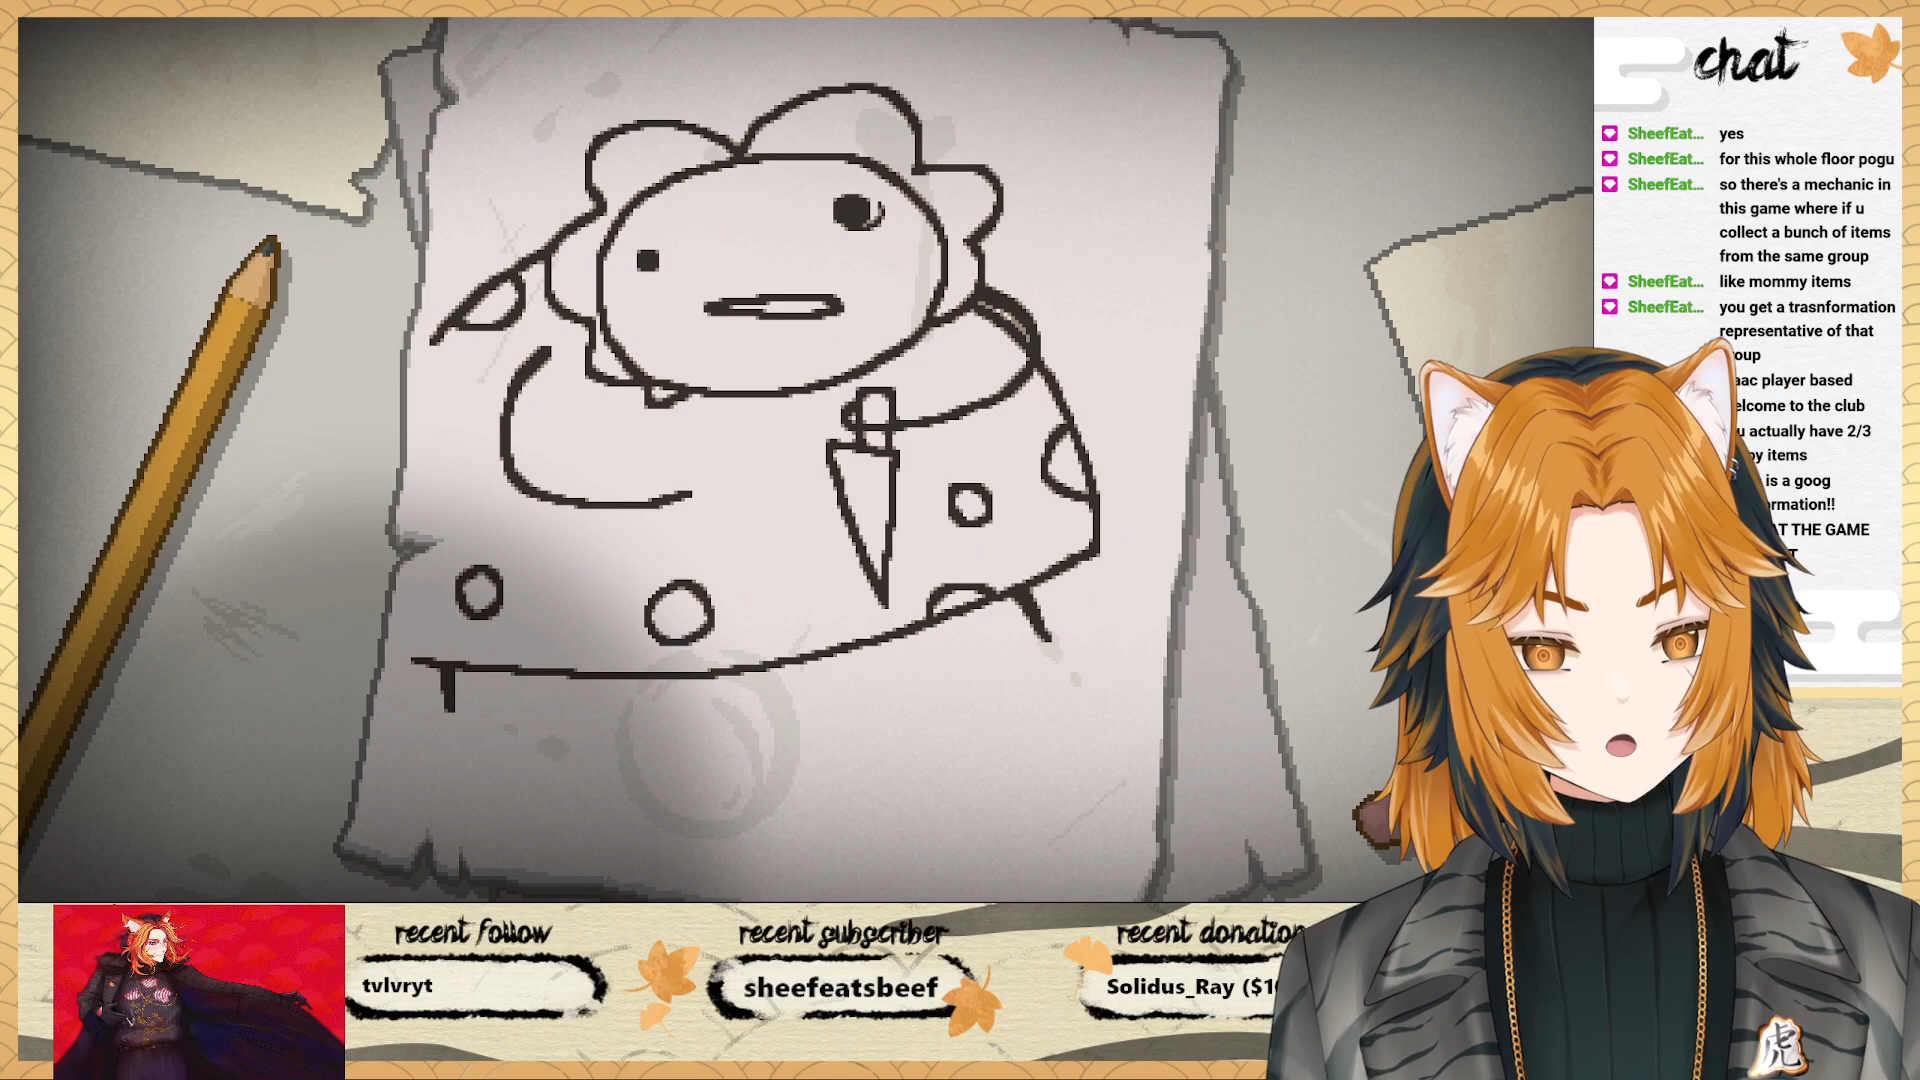 chat
SheefEat... yes
SheefEat... for this whole floor pogu
SheefEat... so there's a mechanic in
this game where if u
collect a bunch of items
from the same group
SheefEat... like mommy items
SheefEat... you get a trasnformation
representative of that
player based
to the club
actually have 2/3
items
is a goog
AT THE GAME
recent follow
recent subscriber
recent donation
tvlvryt
sheefeatsbeef
Solidus_Ray
虎